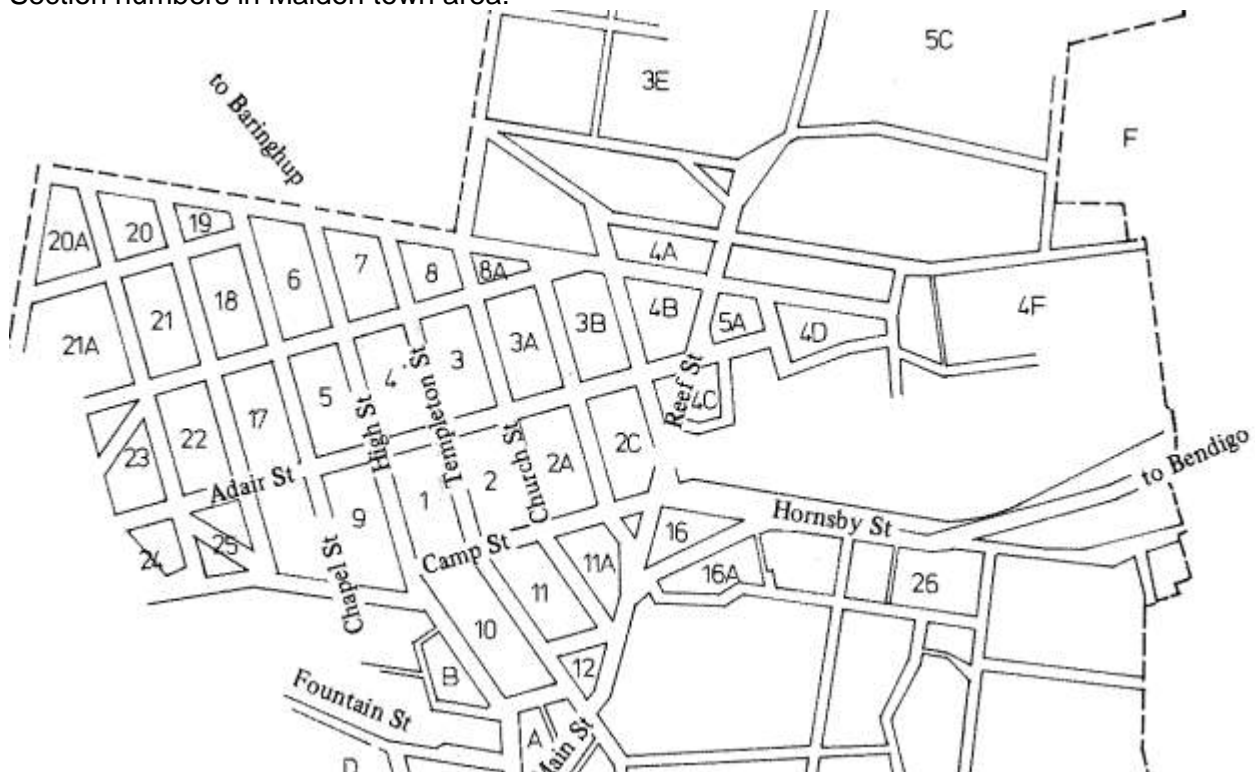 Section numbers in Maldon town area.
5C
3E
to Baringhup
F
20A
20
19
6
7
8
8A
4A
21A
21
18
3A
3B
4B
5A
4D
4F
5
4
3
Reef St
4C
High St
Templeton St
Church St
23
22
17
Adair St
2
2A
2C
to Bendigo
9
1
Camp St
Hornsby St
16
24
25
Chapel St
11A
16A
11
26
10
12
B
Fountain St
A
Main St
D